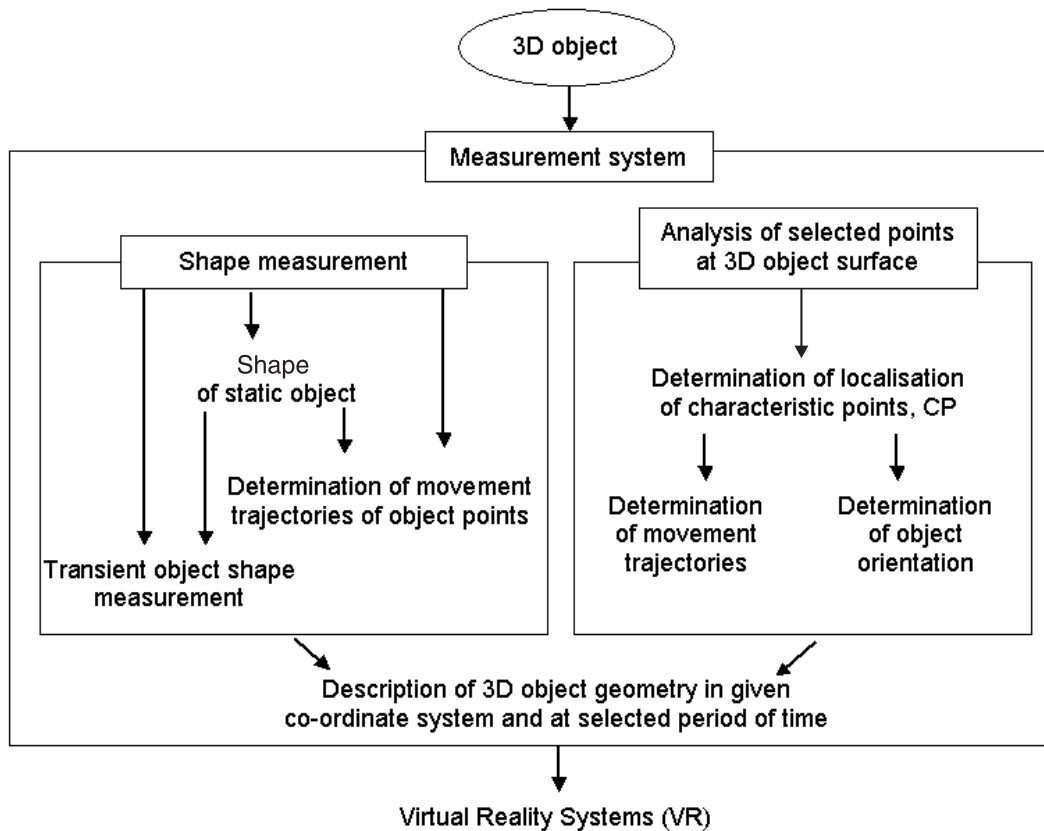 3D object
Measurement system
Shape measurement
Shape
of static object
Determination of movement
trajectories of object points
Transient object shape
measurement
Analysis of selected points
at 3D object surface
Determination of localisation
of characteristic points, CP
Determination
of movement
trajectories
Determination
of object
orientation
Description of 3D object geometry in given
co-ordinate system and at selected period of time
Virtual Reality Systems (VR)